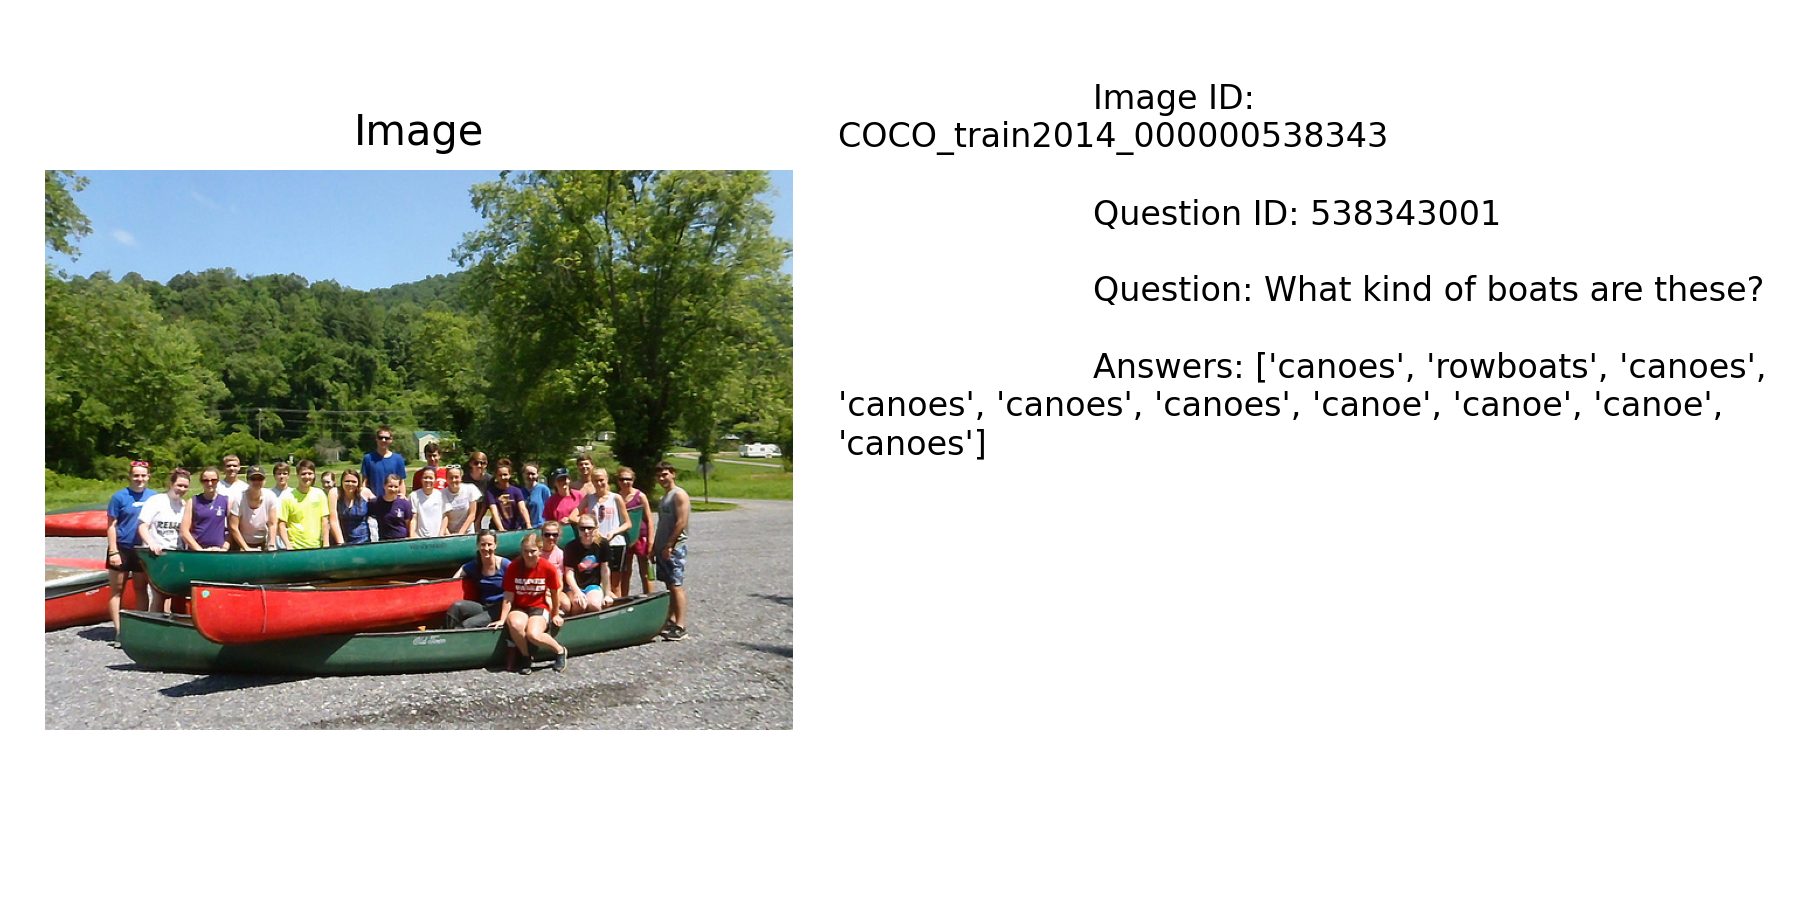 Image
Image ID:
COCO_train2014_000000538343
Question ID: 538343001
Question: What kind of boats are these?
Answers: ['canoes', 'rowboats', 'canoes',
'canoes', 'canoes', 'canoes', 'canoe', 'canoe', 'canoe',
'canoes']